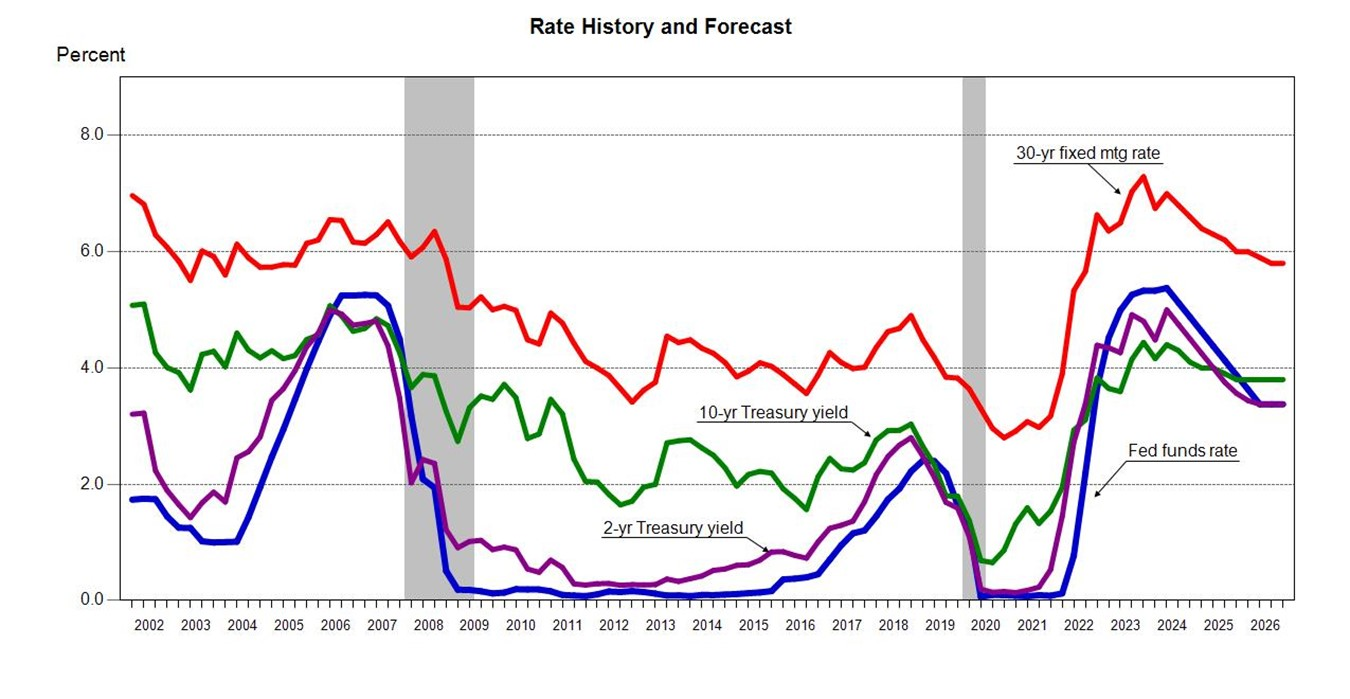 Rate History and Forecast
Percent
8.0
30-yr fixed mtg rate
6.0
4.0
10-yr Treasury yield
Fed funds rate
2.0
2-yr Treasury yield
0.0
2002 2003 2004 2005 2006 2007 2008 2009 2010 2011 2012 2013 2014 2015 2016 2017 2018 2019 2020 2021 2022 2023 2024 2025 2026